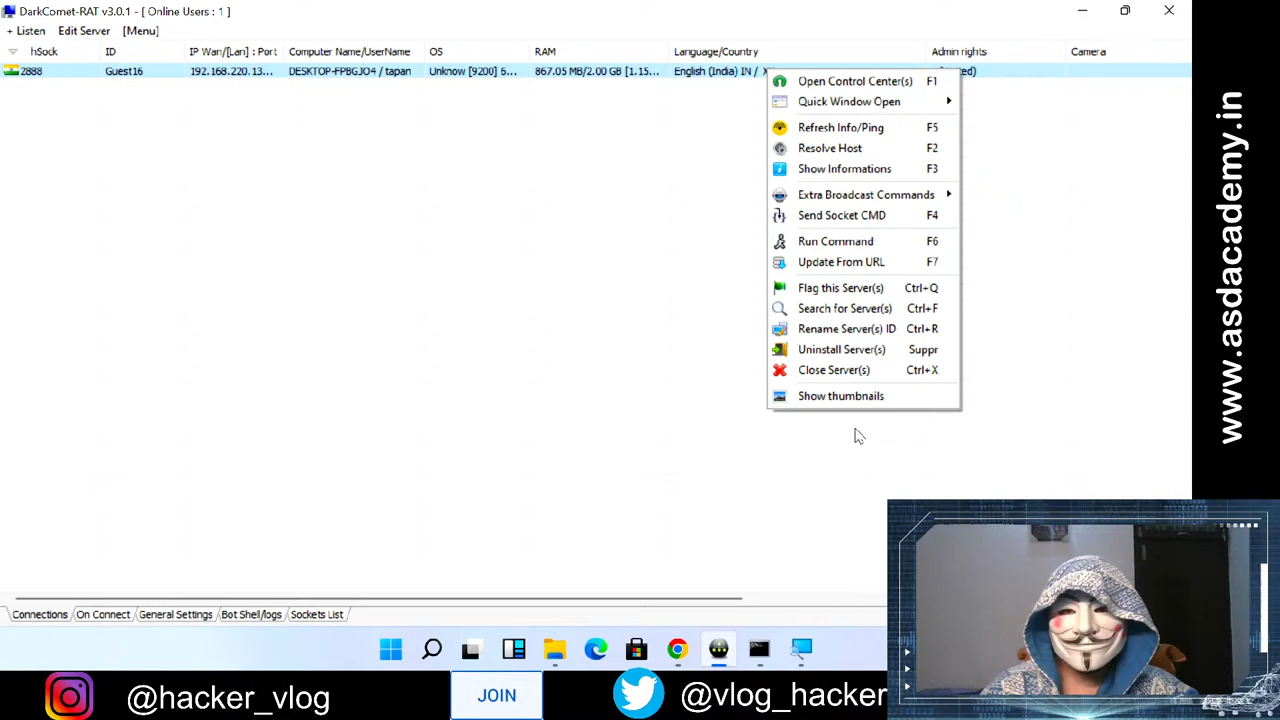 DarkComet-RAT v3.0.1 - [ Online Users : 1 ]
+ Listen Edit Server [Menu]
hSock ID IP Wan/[Lan] : Port Computer Name/UserName OS RAM Language/Country Admin rights Camera
2888 Guest16 192.168.220.13... DESKTOP-FPBGJO4 / tapan Unknow [9200] 6... 867.05 MB/2.00 GB [1.15... English (India) IN /
Open Control Center(s) F1
Quick Window Open
Refresh Info/Ping F5
Resolve Host F2
Show Informations F3
Extra Broadcast Commands
Send Socket CMD F4
Run Command F6
Update From URL F7
Flag this Server(s) Ctrl+Q
Search for Server(s) Ctrl+F
Rename Server(s) ID Ctrl+R
Uninstall Server(s) Suppr
Close Server(s) Ctrl+X
Show thumbnails
www.asdacademy.in
Connections On Connect General Settings Bot Shell/logs Sockets List
@hacker_vlog JOIN @vlog_hacker